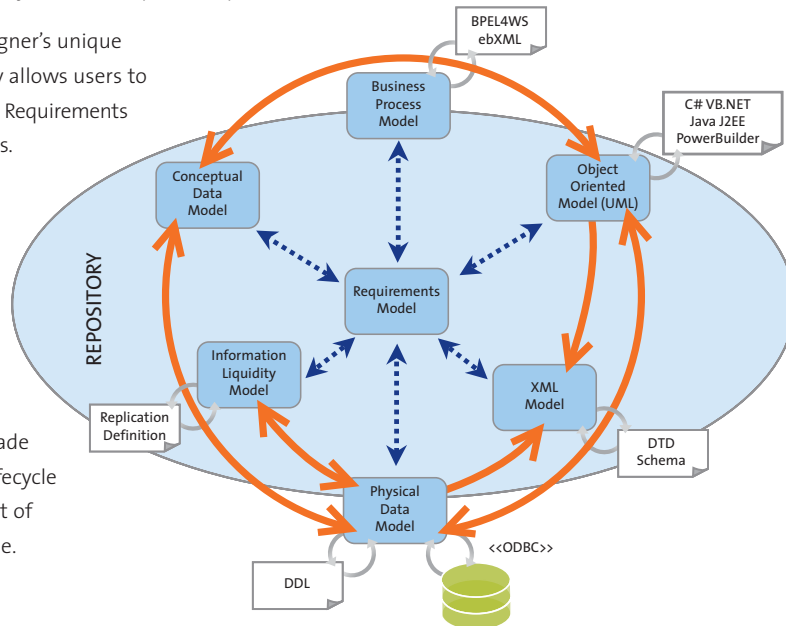 BPEL4WS
ebXML
gner's unique
y allows users to
Requirements
s.
Business
Process
Model
C# VB.NET
Java J2EE
PowerBuilder
Conceptual
Data
Model
Object
Oriented
Model (UML)
REPOSITORY
Requirements
Model
Information
Liquidity
Model
XML
Model
Replication
Definition
DTD
Schema
ade
fecycle
t of
e.
Physical
Data
Model
<<ODBC>>
DDL